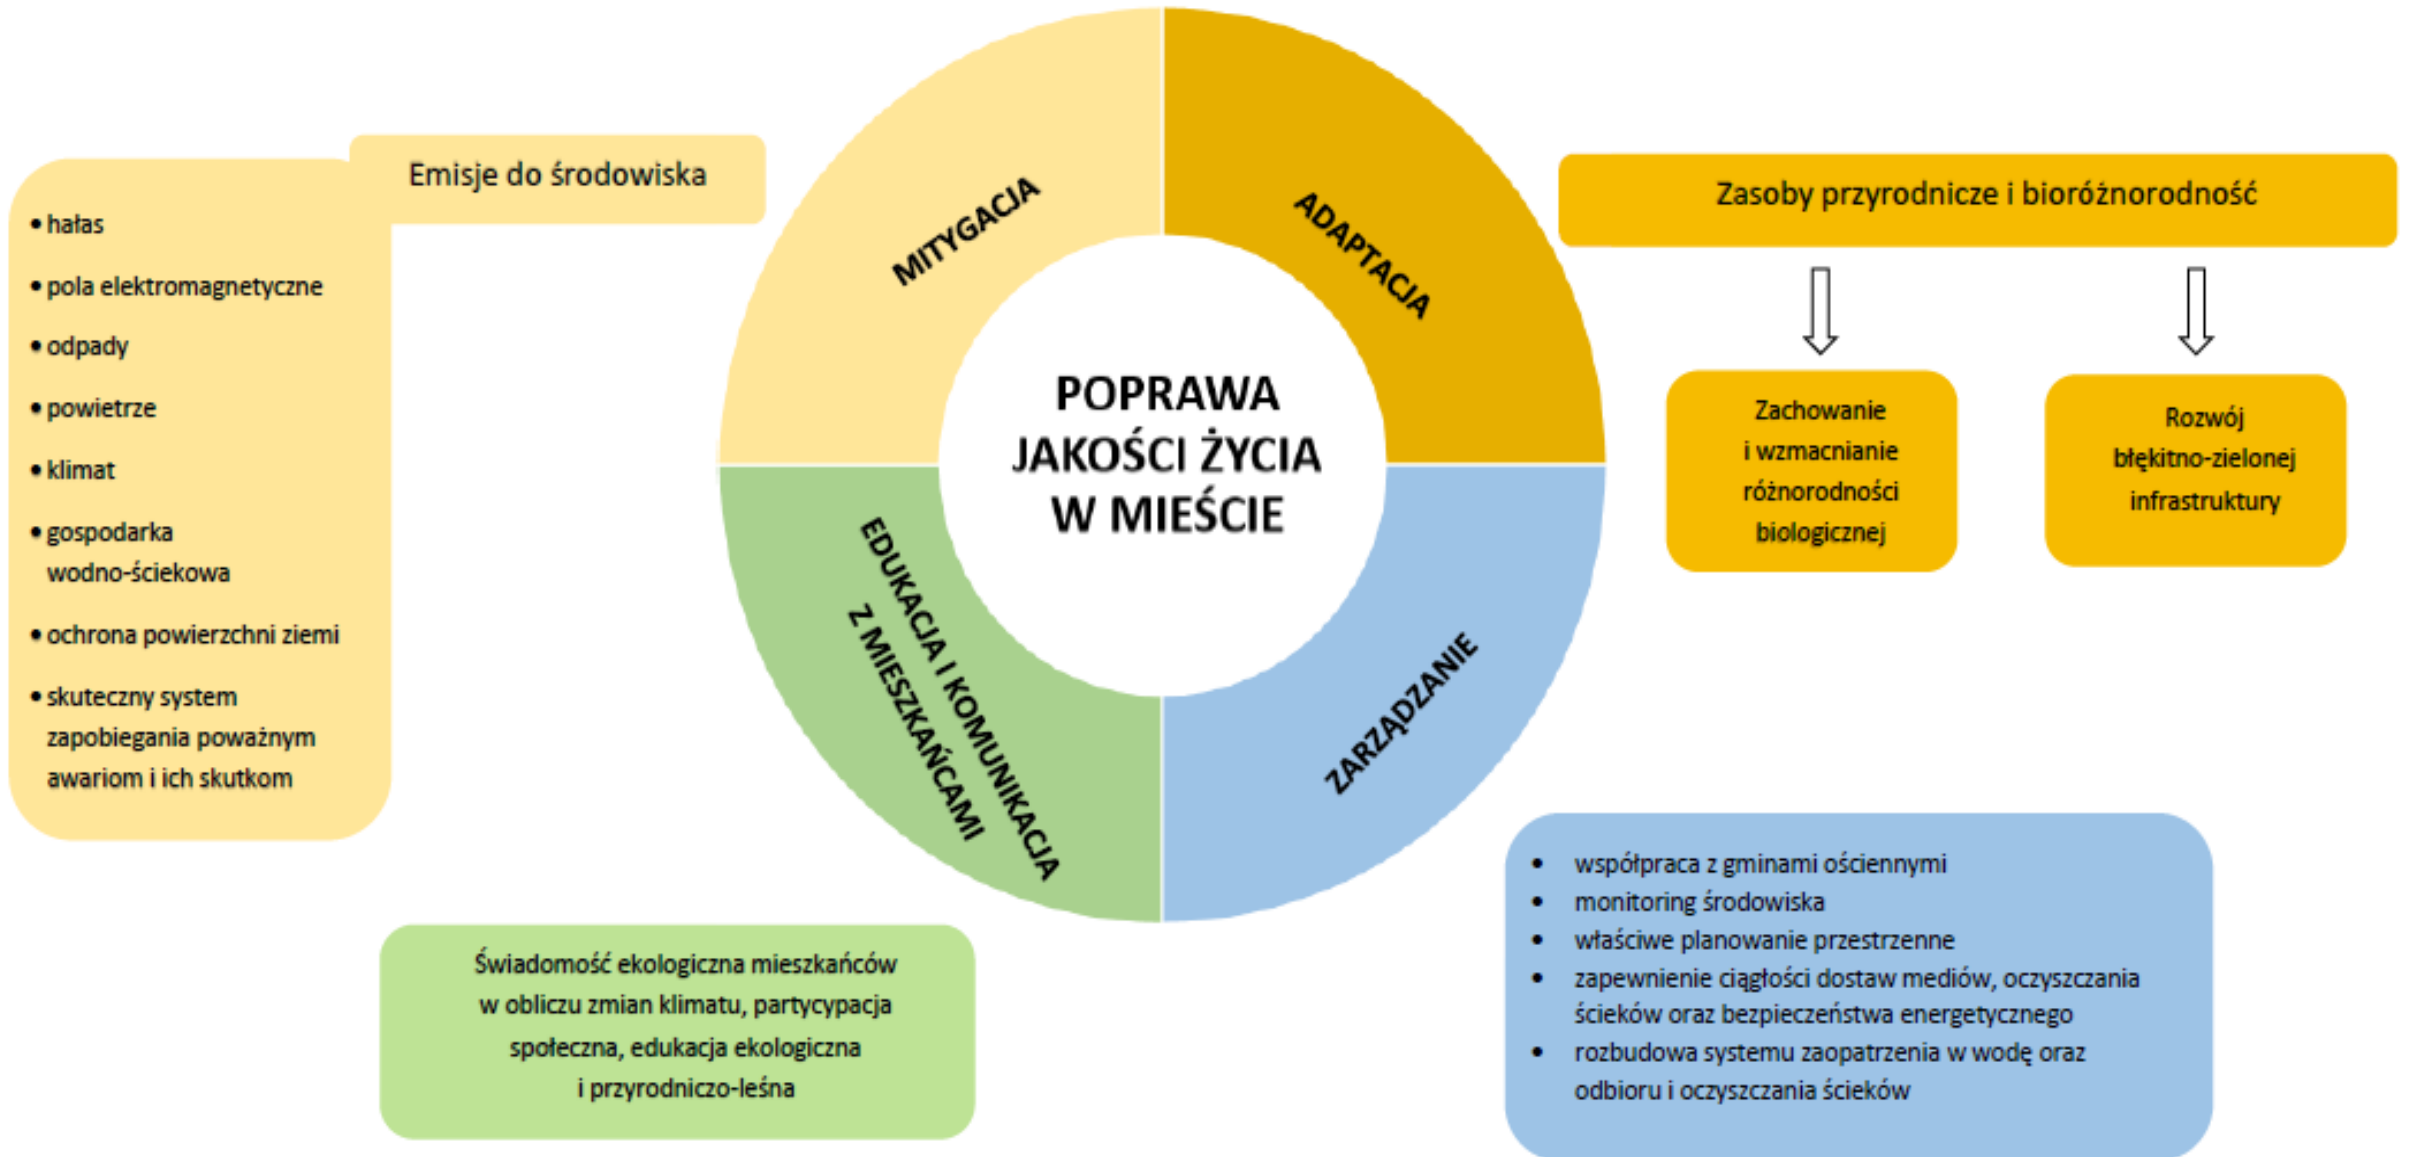 Emisje do środowiska
• hałas
• pola elektromagnetyczne
• odpady
• powietrze
• klimat
• gospodarka
wodno-ściekowa
• ochrona powierzchni ziemi
• skuteczny system
zapobiegania poważnym
awariom i ich skutkom
MITYGACJA
ADAPTACJA
POPRAWA
JAKOŚCI ŻYCIA
W MIEŚCIE
EDUKACJA I KOMUNIKACJA
Z MIESZKAŃCAMI
ZARZĄDZANIE
Zasoby przyrodnicze i bioróżnorodność
Zachowanie
i wzmacnianie
różnorodności
biologicznej
Rozwój
błękitno-zielonej
infrastruktury
Świadomość ekologiczna mieszkańców
w obliczu zmian klimatu, partycypacja
społeczna, edukacja ekologiczna
i przyrodniczo-leśna
• współpraca z gminami ościennymi
• monitoring środowiska
• właściwe planowanie przestrzenne
• zapewnienie ciągłości dostaw mediów, oczyszczania
ścieków oraz bezpieczeństwa energetycznego
• rozbudowa systemu zaopatrzenia w wodę oraz
odbioru i oczyszczania ścieków